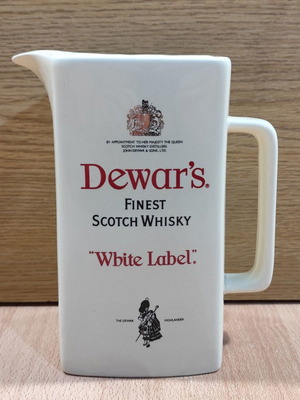 BY APPOINTMENT TO HER MAJESTY THE QUEEN
SCOTCH WHISKY DISTILLERS
JOHN DEWAR & SONS, LTD.
Dewar's®
FINEST
SCOTCH WHISKY
"White Label".
THE DEWAR HIGHLANDER